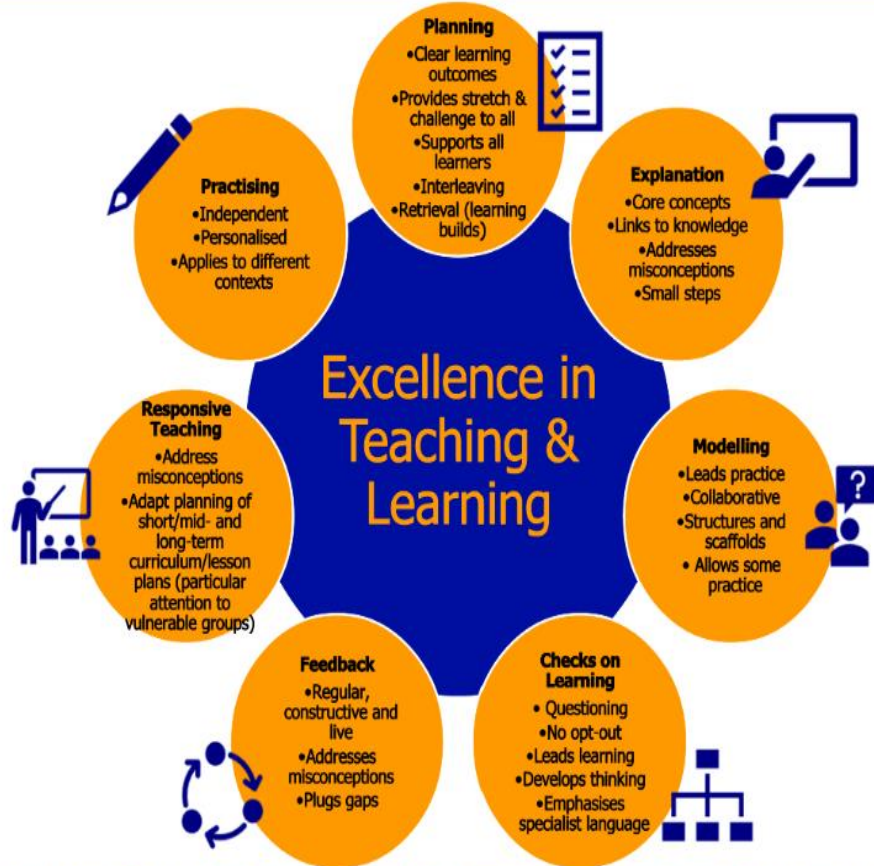 Planning
•Clear learning
outcomes
•Provides stretch &
challenge to all
•Supports all
learners
•Interleaving
•Retrieval (learning
builds)
Explanation
•Core concepts
•Links to knowledge
•Addresses
misconceptions
•Small steps
Modelling
•Leads practice
•Collaborative
•Structures and
scaffolds
• Allows some
practice
?
Checks on
Learning
• Questioning
•No opt-out
•Leads learning
•Develops thinking
•Emphasises
specialist language
Feedback
•Regular,
constructive and
live
•Addresses
misconceptions
•Plugs gaps
Responsive
Teaching
•Address
misconceptions
•Adapt planning of
short/mid- and
long-term
curriculum/lesson
plans (particular
attention to
vulnerable groups)
Practising
•Independent
•Personalised
•Applies to different
contexts
Excellence in
Teaching &
Learning